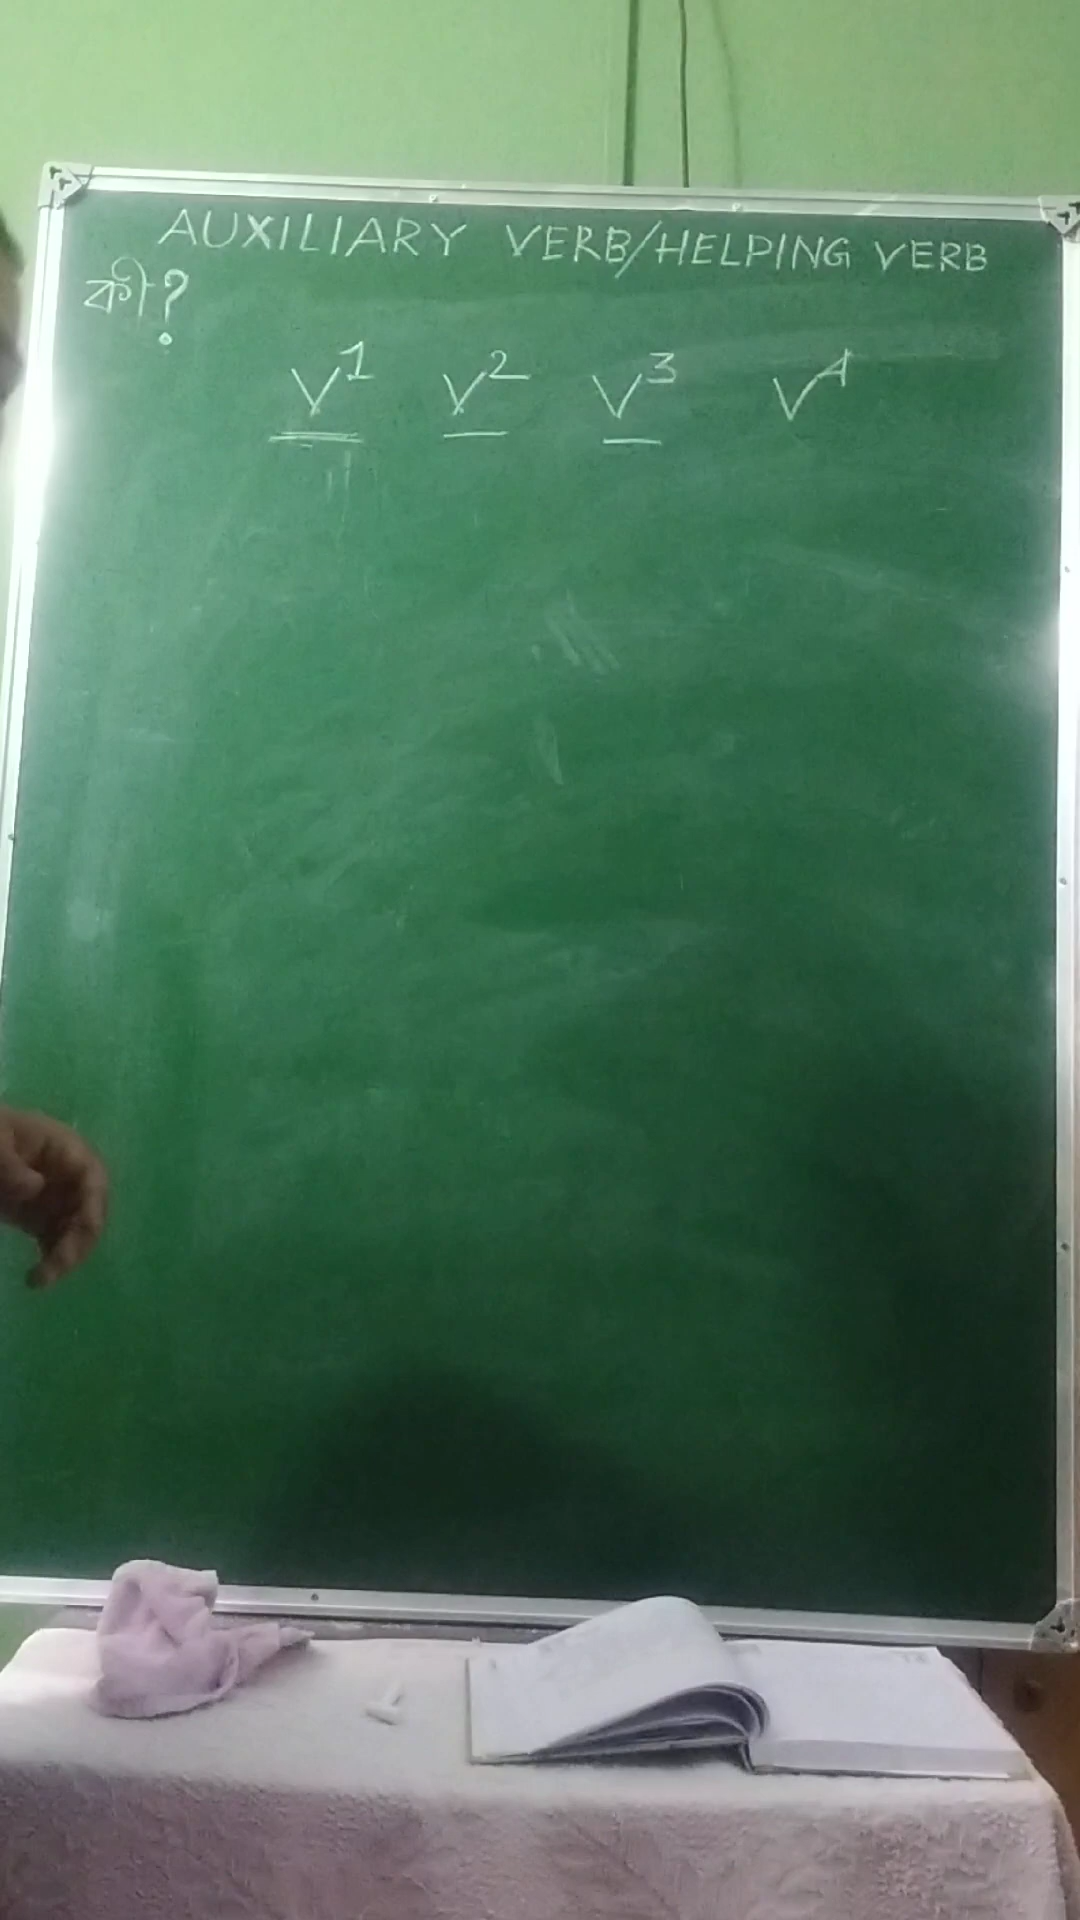 AUXILIARY VERB/HELPING VERB
কী?
V¹ V² V³ V⁴